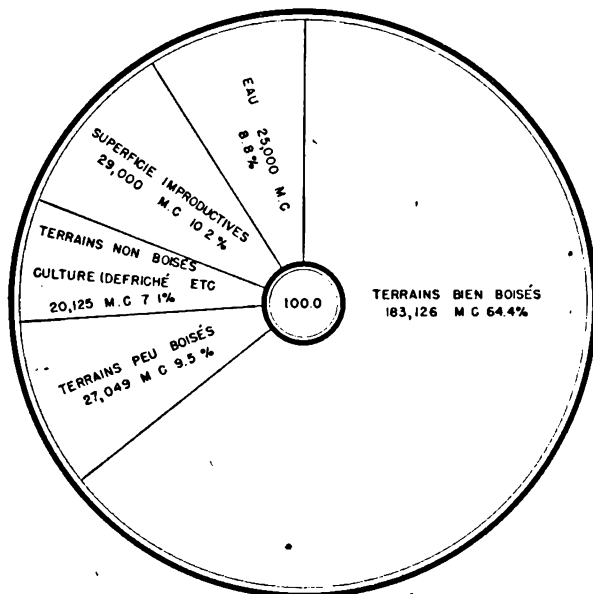 EAU 25,000 M.C
8.8%
SUPERFICIE IMPRODUCTIVES
29,000 M.C 10 2%
TERRAINS NON BOISÉS
CULTURE (DEFRICHÉ ETC
20,125 M.C 7 1%
TERRAINS PEU BOISÉS
27,049 M C 9.5 %
100.0
TERRAINS BIEN BOISÉS
183,126 M C 64.4%